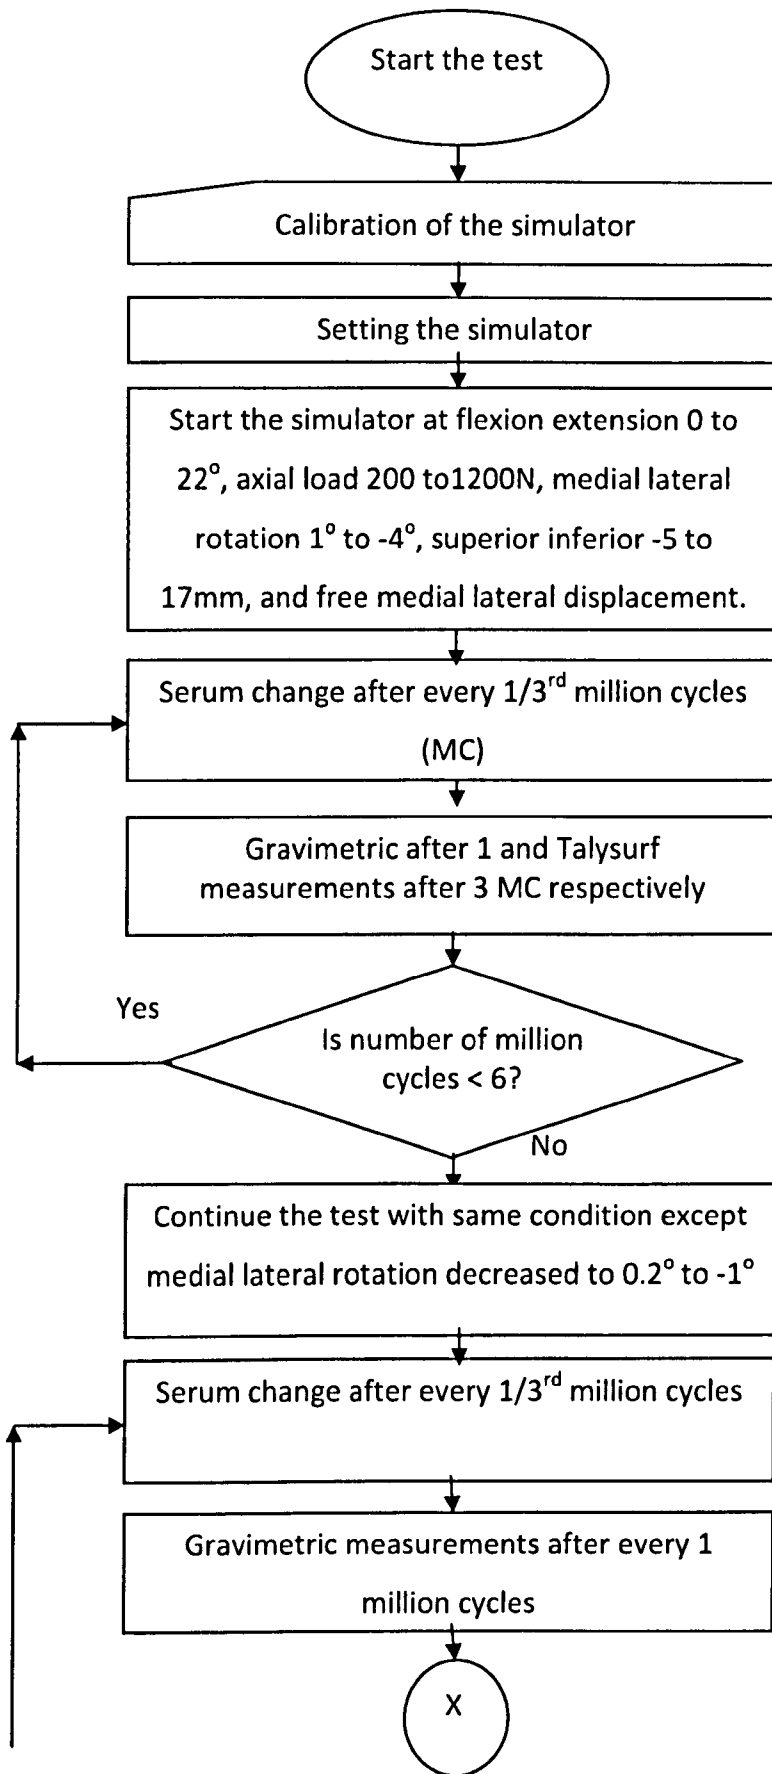 Start the test
Calibration of the simulator
Setting the simulator
Start the simulator at flexion extension 0 to
22°, axial load 200 to1200N, medial lateral
rotation 1° to -4°, superior inferior -5 to
17mm, and free medial lateral displacement.
Serum change after every 1/3rd million cycles
(MC)
Gravimetric after 1 and Talysurf
measurements after 3 MC respectively
Yes
Is number of million
cycles < 6?
No
Continue the test with same condition except
medial lateral rotation decreased to 0.2° to -1°
Serum change after every 1/3rd million cycles
Gravimetric measurements after every 1
million cycles
X